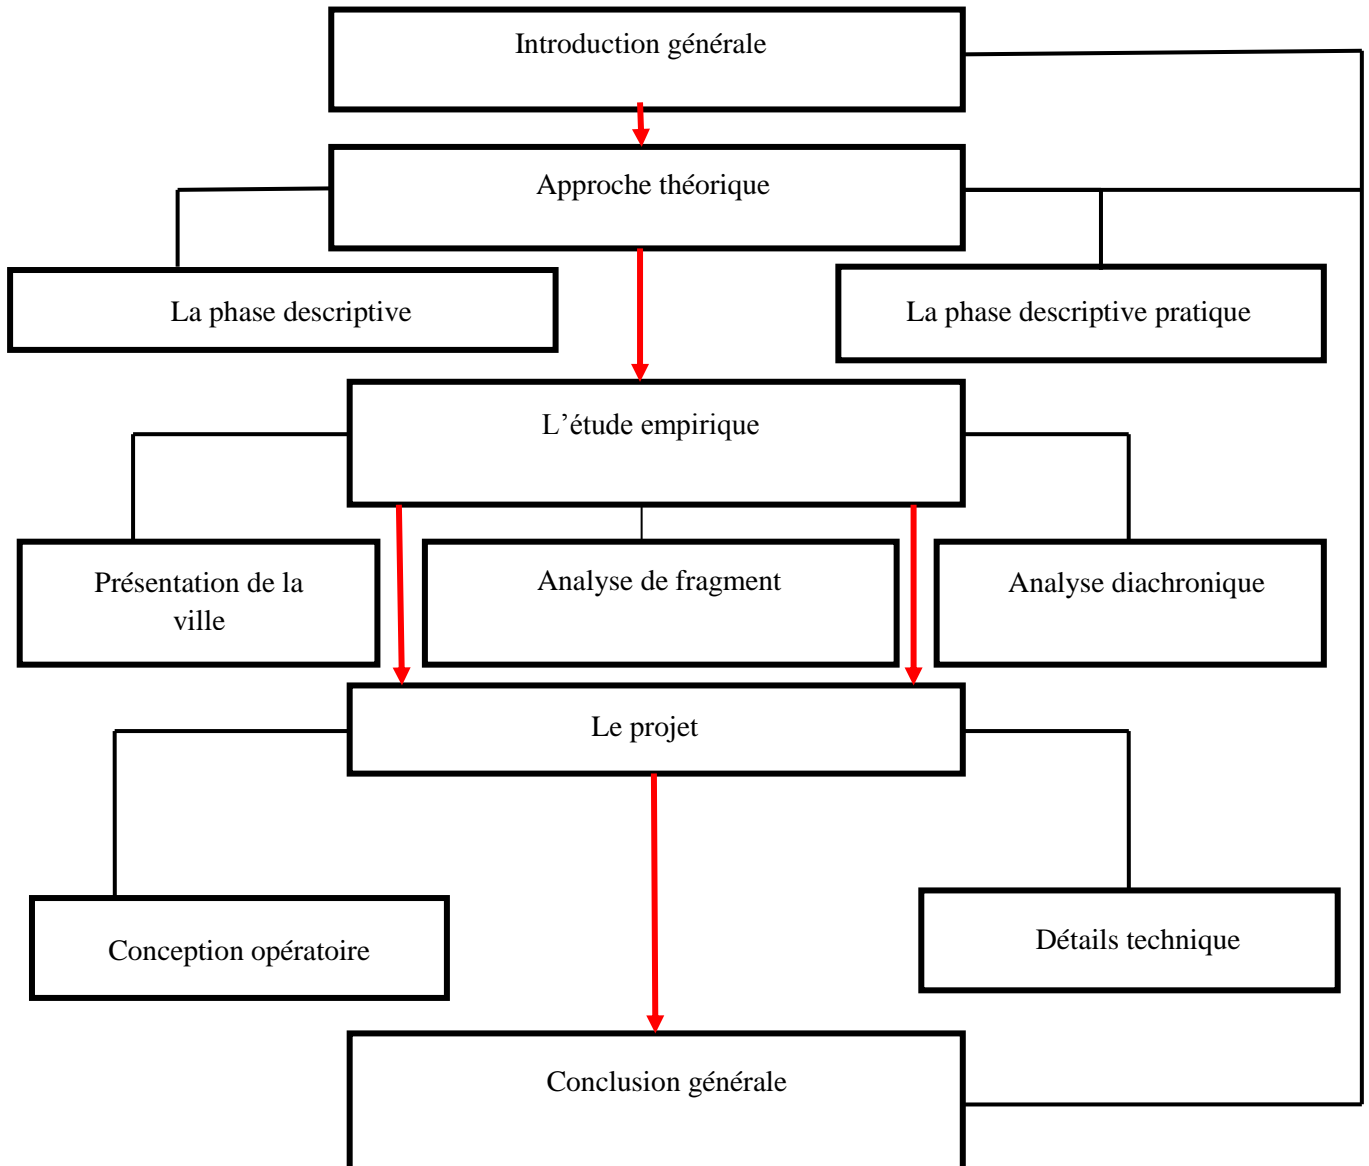 Introduction générale
Approche théorique
La phase descriptive
La phase descriptive pratique
L’étude empirique
Présentation de la
ville
Analyse de fragment
Analyse diachronique
Le projet
Conception opératoire
Détails technique
Conclusion générale